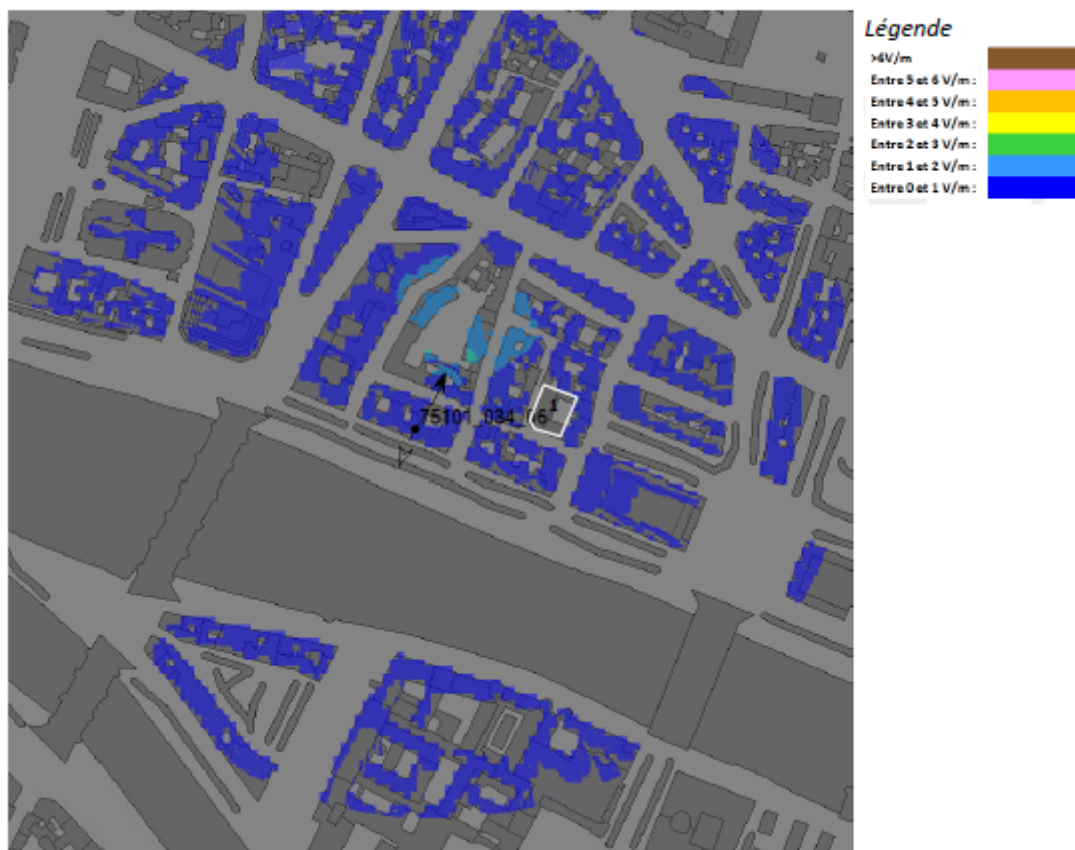 Légende
>6V/m
Entre 5 et 6 V/m :
Entre 4 et 5 V/m :
Entre 3 et 4 V/m :
Entre 2 et 3 V/m :
Entre 1 et 2 V/m :
Entre 0 et 1 V/m :
1
75101_034_06